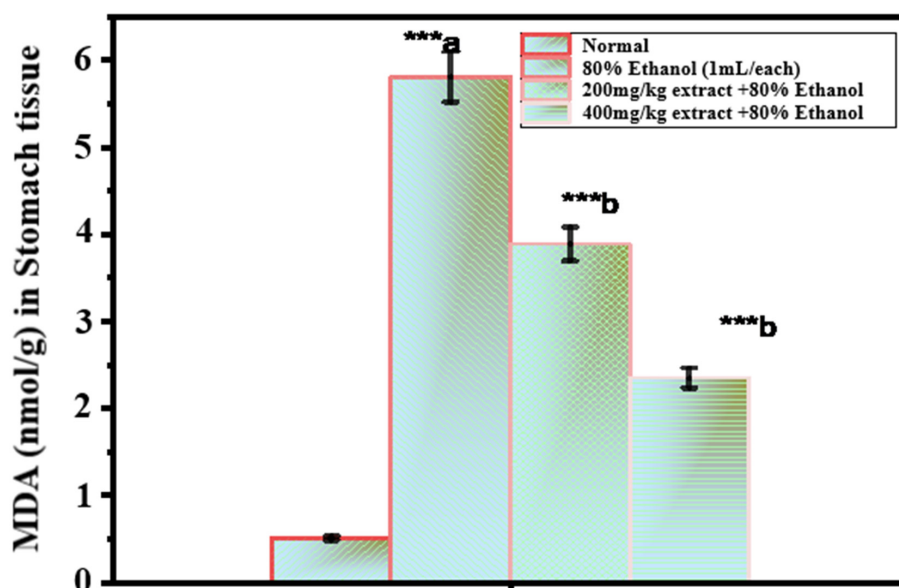 MDA (nmol/g) in Stomach tissue
6
5
4
3
2
1
0
***a
***b
***b
Normal
80% Ethanol (1mL/each)
200mg/kg extract +80% Ethanol
400mg/kg extract +80% Ethanol